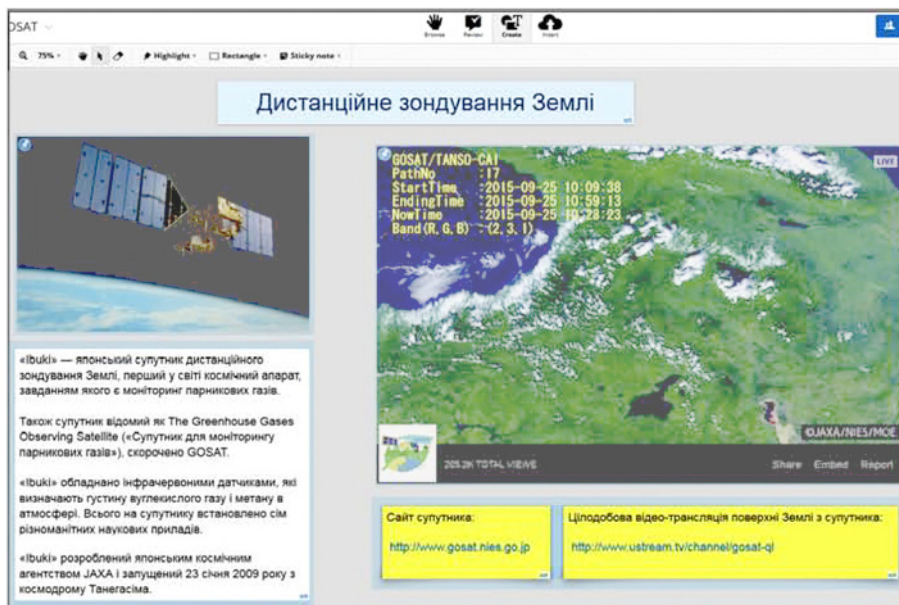 OSAT
Browse Review Create Insert
75% Highlight Rectangle Sticky note
Дистанційне зондування Землі
GOSAT/TANSO-CAI
PathNo :17
StartTime :2015-09-25 10:09:38
EndingTime :2015-09-25 10:59:13
NowTime :2015-09-25 10:28:23
Band(R,G,B) :(2,3,1)
LIVE
©JAXA/NIES/MOE
205.2K TOTAL VIEWS Share Embed Report
«Ibuki» — японський супутник дистанційного
зондування Землі, перший у світі космічний апарат,
завданням якого є моніторинг парникових газів.
Також супутник відомий як The Greenhouse Gases
Observing Satellite («Супутник для моніторингу
парникових газів»), скорочено GOSAT.
«Ibuki» обладнано інфрачервоними датчиками, які
визначають густину вуглекислого газу і метану в
атмосфері. Всього на супутнику встановлено сім
різноманітних наукових приладів.
«Ibuki» розроблений японським космічним
агентством JAXA і запущений 23 січня 2009 року з
космодрому Танегасіма.
Сайт супутника:
http://www.gosat.nies.go.jp
Цілодобова відео-трансляція поверхні Землі з супутника:
http://www.ustream.tv/channel/gosat-ql